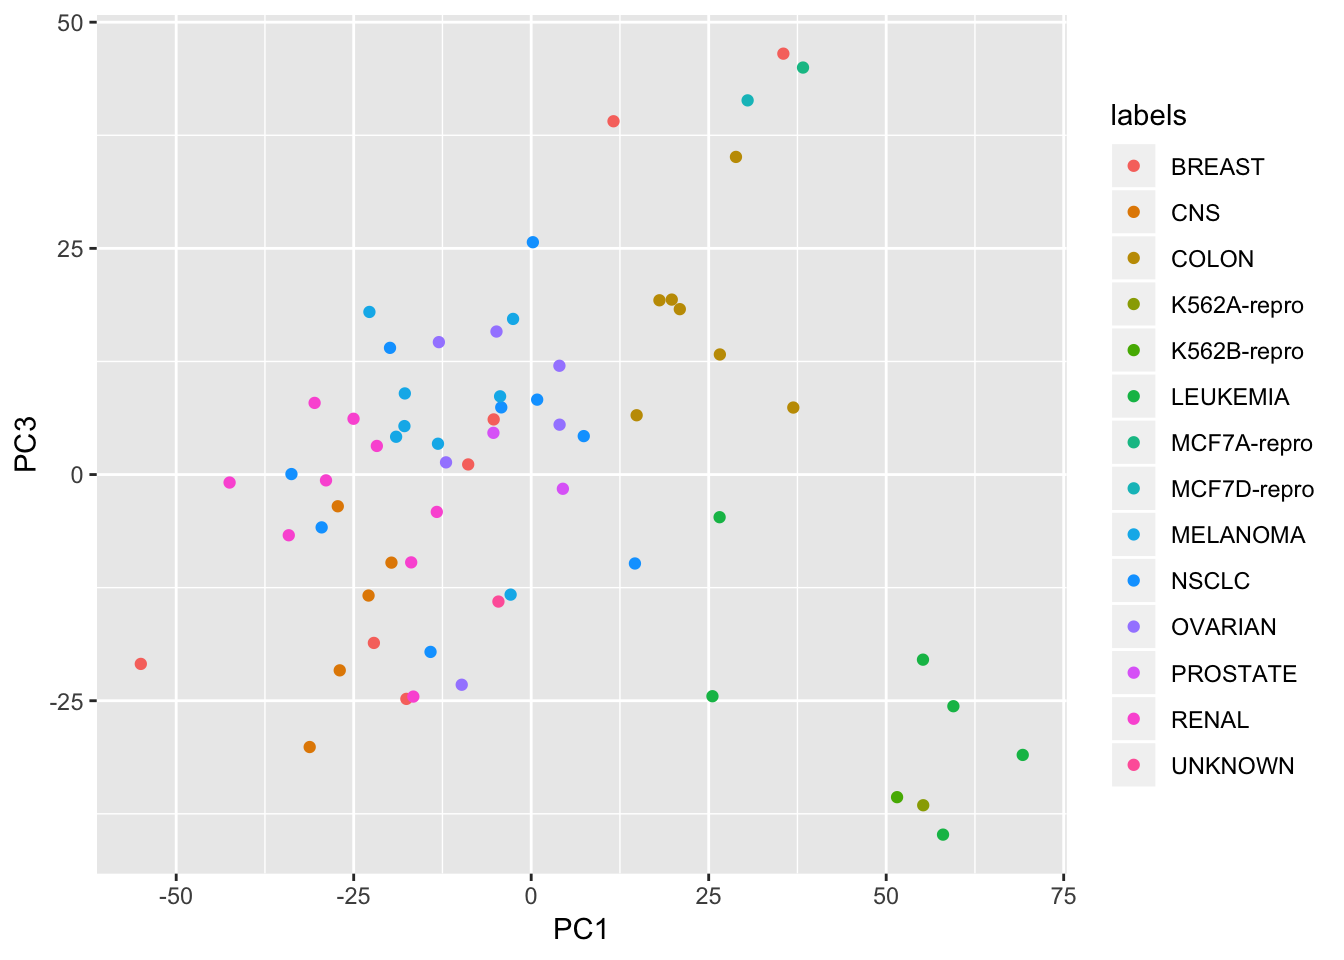 50
25
0
-25
PC3
-50
-25
0
25
50
75
PC1
labels
BREAST
CNS
COLON
K562A-repro
K562B-repro
LEUKEMIA
MCF7A-repro
MCF7D-repro
MELANOMA
NSCLC
OVARIAN
PROSTATE
RENAL
UNKNOWN